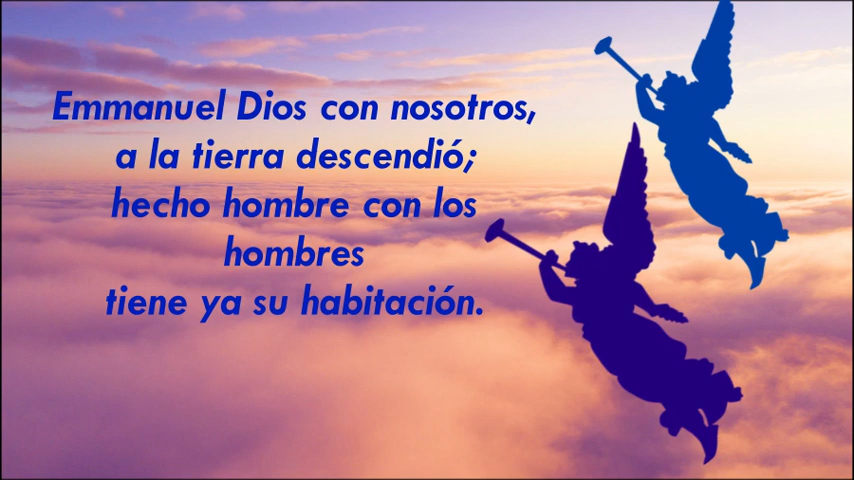 Emmanuel Dios con nosotros,
a la tierra descendió;
hecho hombre con los
hombres
tiene ya su habitación.